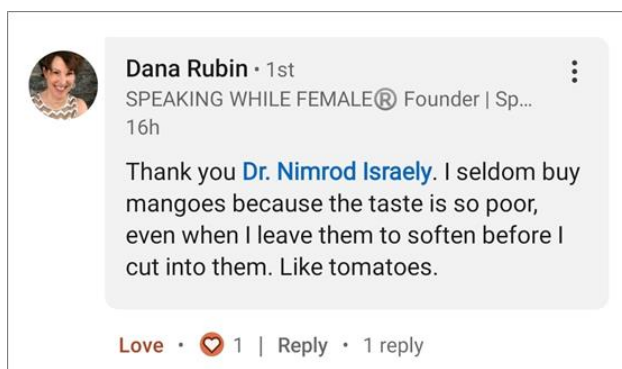 Dana Rubin • 1st
SPEAKING WHILE FEMALE® Founder | Sp...
16h
Thank you Dr. Nimrod Israely. I seldom buy
mangoes because the taste is so poor,
even when I leave them to soften before I
cut into them. Like tomatoes.
Love • 1 | Reply • 1 reply